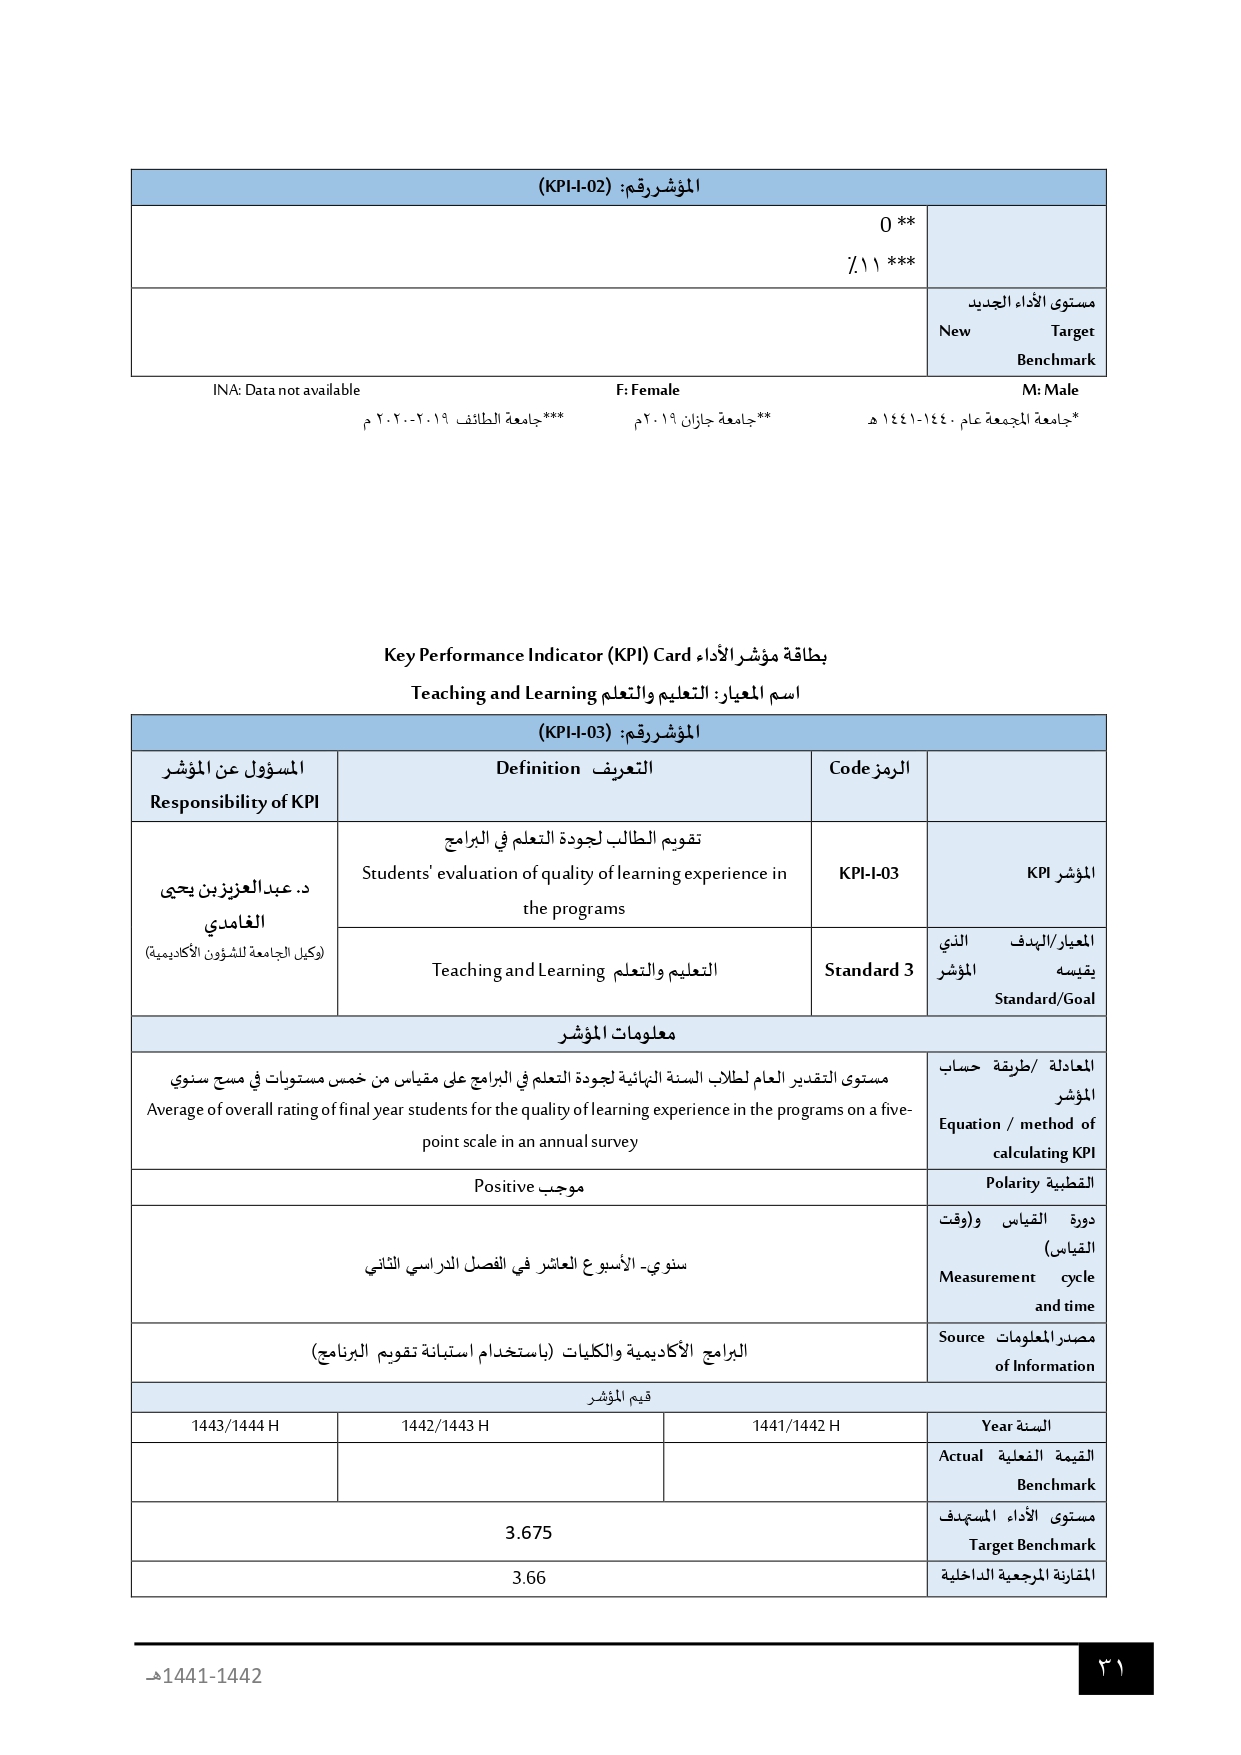 المؤشر رقم: (KPI-I-02)
** 0
*** ١١٪
مستوى الأداء الجديد
New Target
Benchmark
M: Male F: Female INA: Data not available
*جامعة المجمعة عام ١٤٤٠-١٤٤١ هـ **جامعة جازان ٢٠١٩م ***جامعة الطائف ٢٠١٩-٢٠٢٠ م
بطاقة مؤشر الأداء Key Performance Indicator (KPI) Card
اسم المعيار: التعليم والتعلم Teaching and Learning
المؤشر رقم: (KPI-I-03)
الرمز Code
التعريف Definition
المسؤول عن المؤشر
Responsibility of KPI
المؤشر KPI
KPI-I-03
تقويم الطالب لجودة التعلم في البرامج
Students' evaluation of quality of learning experience in
the programs
د. عبدالعزيز بن يحيى
الغامدي
(وكيل الجامعة للشؤون الأكاديمية)
المعيار/الهدف الذي
يقيسه المؤشر
Standard/Goal
Standard 3
التعليم والتعلم Teaching and Learning
معلومات المؤشر
المعادلة /طريقة حساب
المؤشر
Equation / method of
calculating KPI
مستوى التقدير العام لطلاب السنة النهائية لجودة التعلم في البرامج على مقياس من خمس مستويات في مسح سنوي
Average of overall rating of final year students for the quality of learning experience in the programs on a five-
point scale in an annual survey
القطبية Polarity
موجب Positive
دورة القياس و(وقت
القياس)
Measurement cycle
and time
سنوي- الأسبوع العاشر في الفصل الدراسي الثاني
مصدر المعلومات Source
of Information
البرامج الأكاديمية والكليات (باستخدام استبانة تقويم البرنامج)
قيم المؤشر
السنة Year
1441/1442 H
1442/1443 H
1443/1444 H
القيمة الفعلية Actual
Benchmark
مستوى الأداء المستهدف
Target Benchmark
3.675
المقارنة المرجعية الداخلية
3.66
٣١
1441-1442هـ